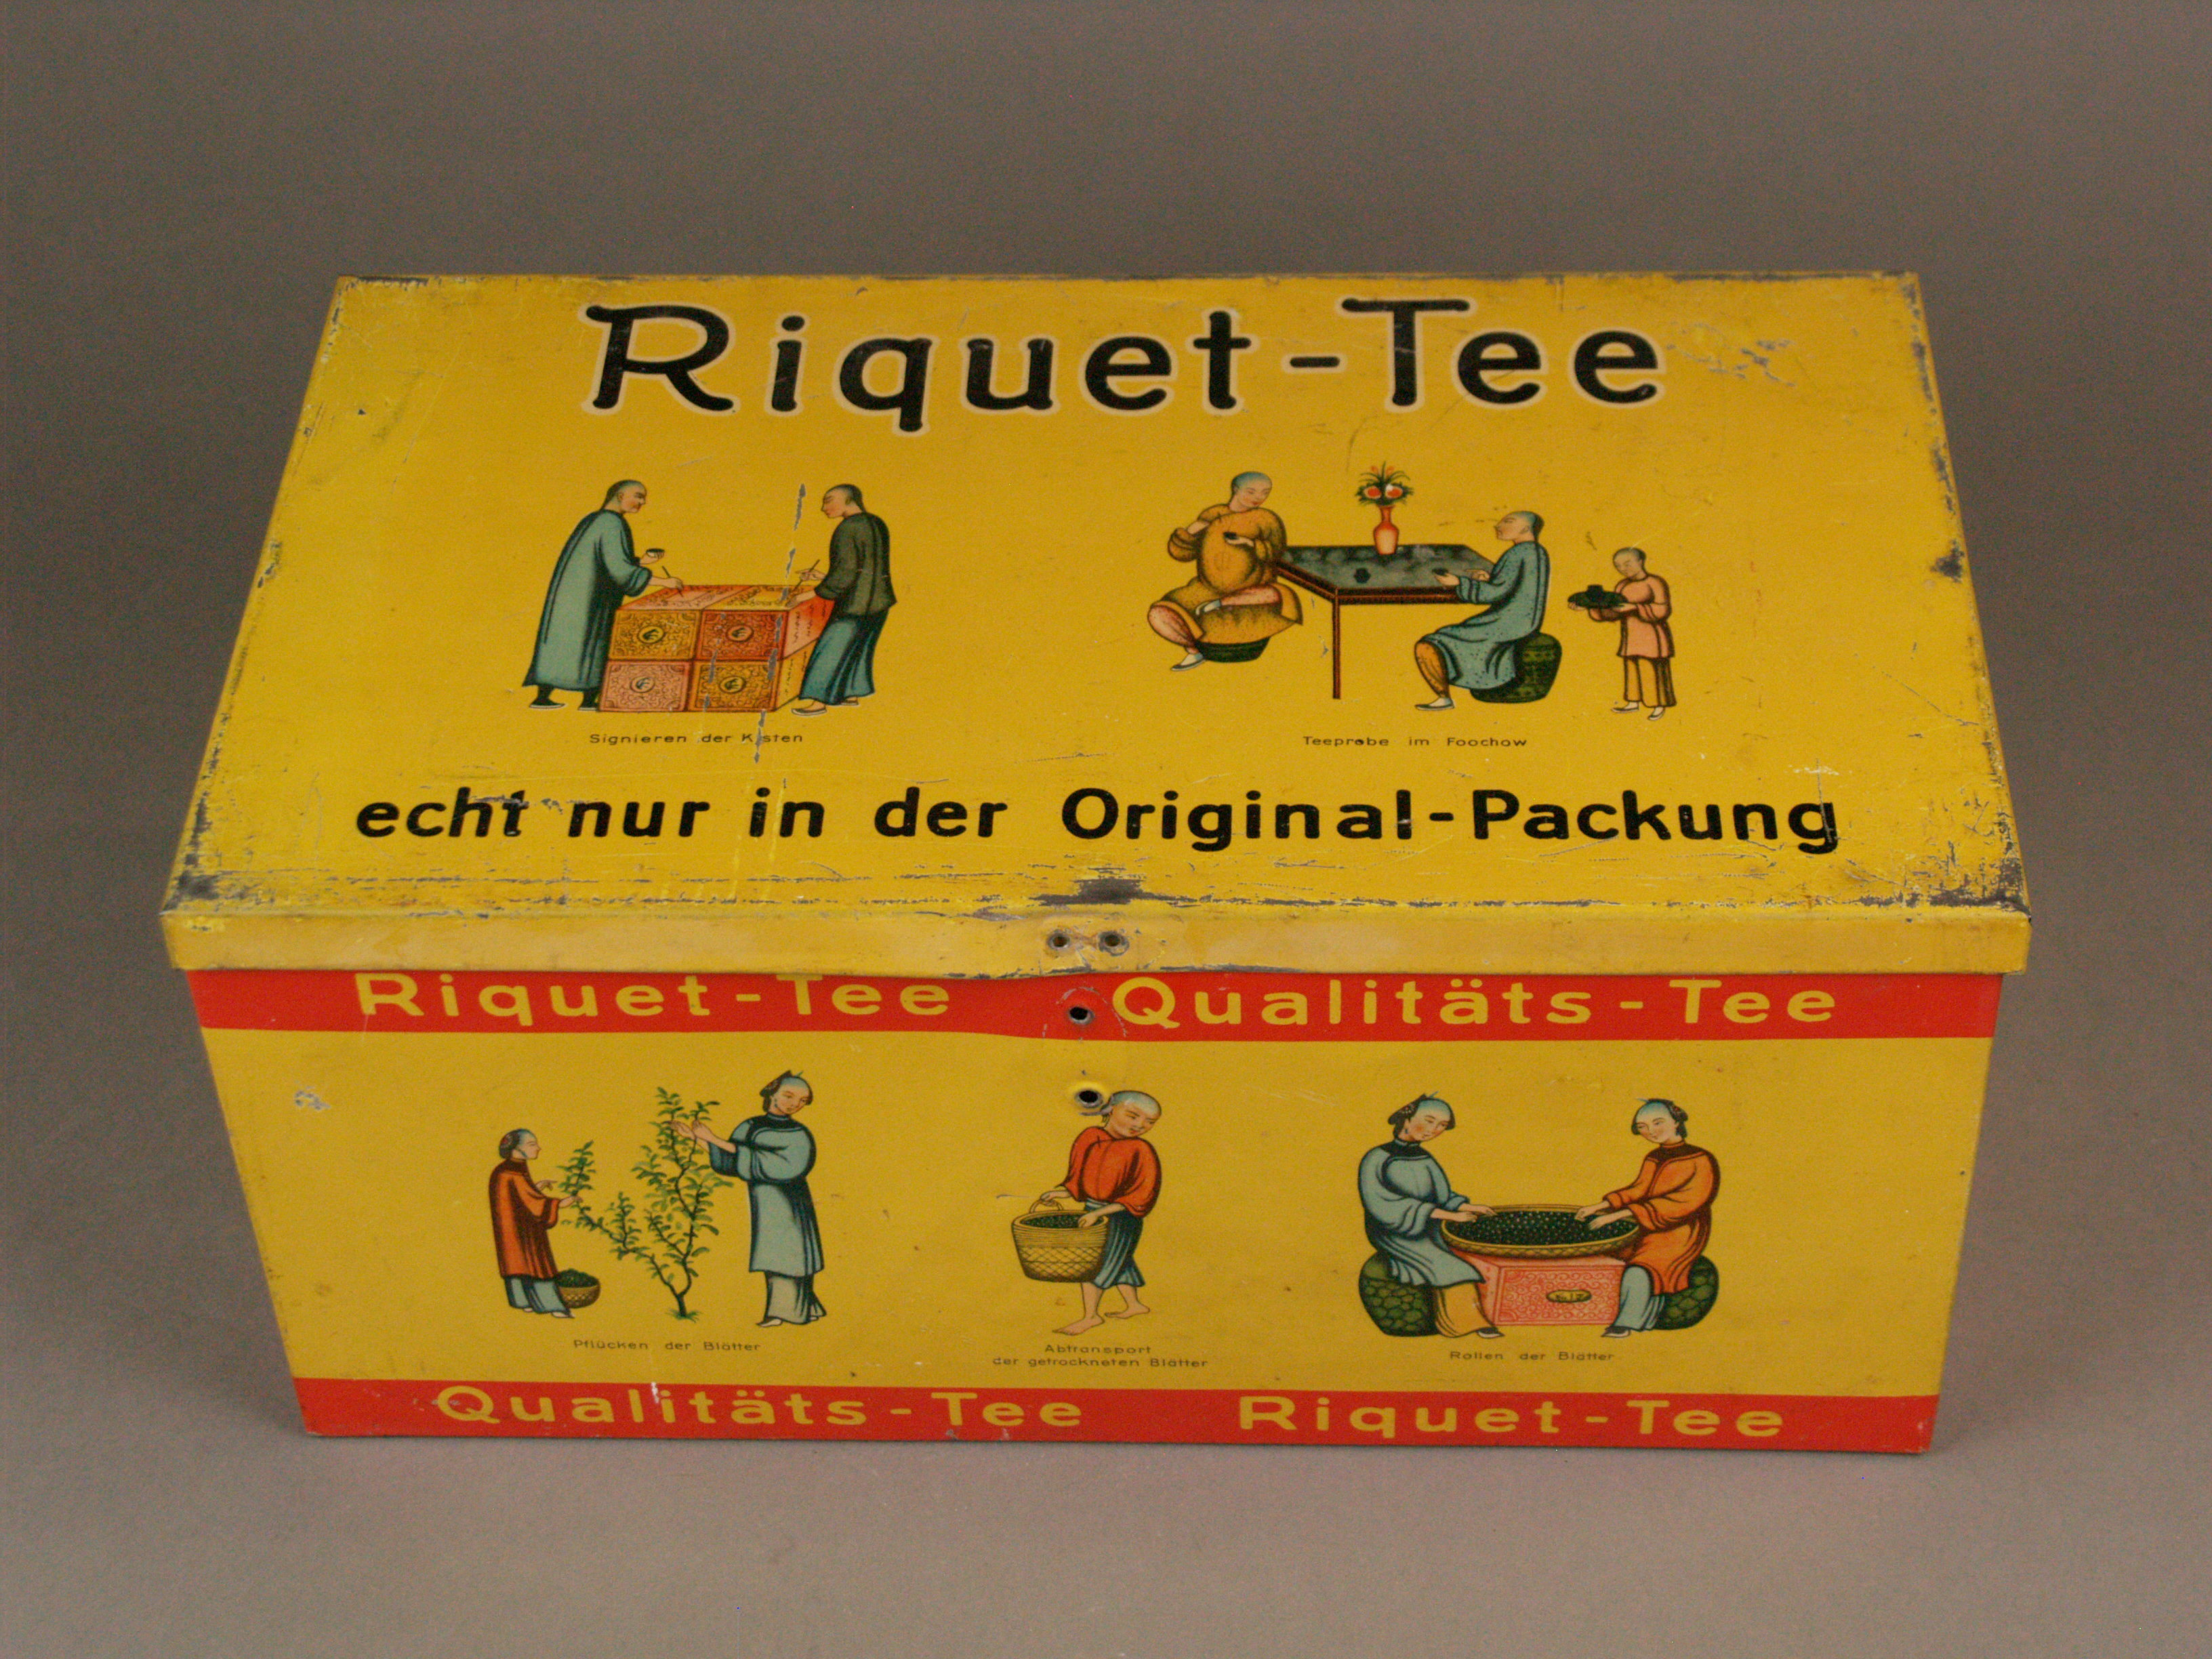 Riquet-Tee
Signieren der Kisten
Teeprobe im Foochow
echt nur in der Original-Packung
Riquet-Tee Qualitäts-Tee
Pflücken der Blätter
Abtransport
der getrockneten Blätter
Rollen der Blätter
Qualitäts-Tee Riquet-Tee